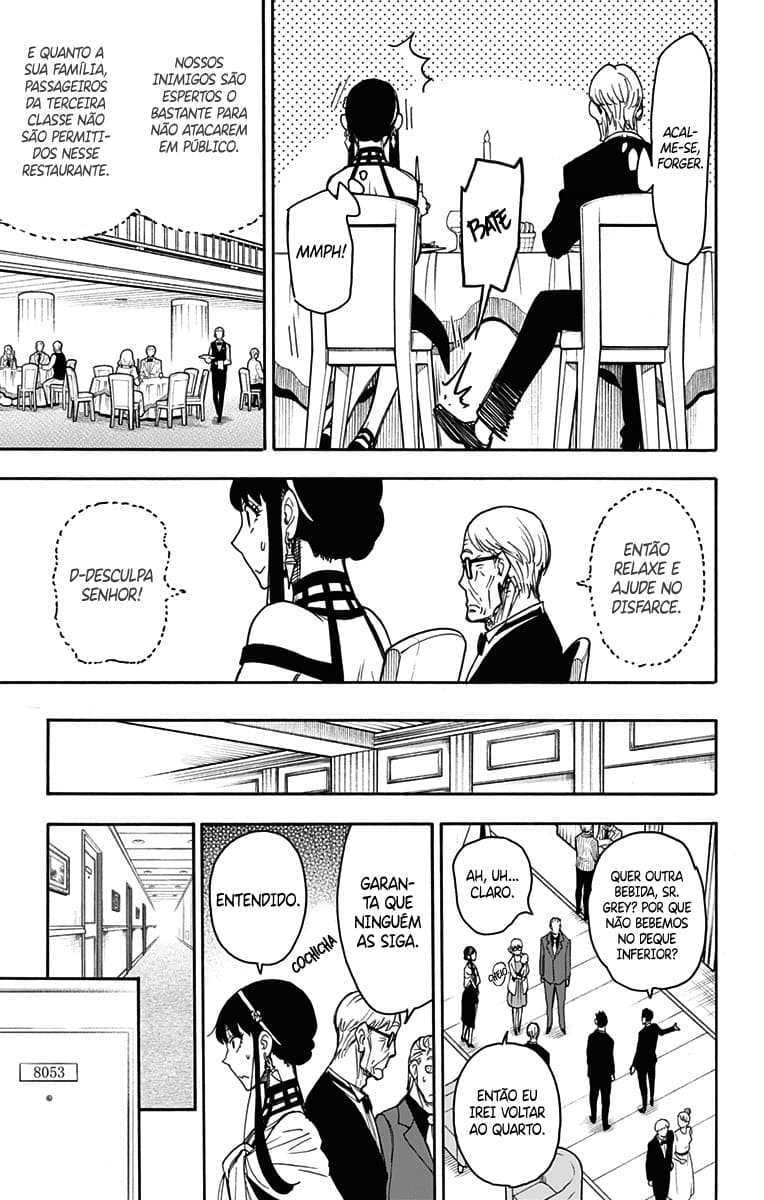 ACAL-
ME-SE,
FORGER.
BATE
MMPH!
NOSSOS
INIMIGOS SÃO
ESPERTOS O
BASTANTE PARA
NÃO ATACAREM
EM PÚBLICO.
E QUANTO A
SUA FAMÍLIA,
PASSAGEIROS
DA TERCEIRA
CLASSE NÃO
SÃO PERMITI-
DOS NESSE
RESTAURANTE.
ENTÃO
RELAXE E
AJUDE NO
DISFARCE.
D-DESCULPA
SENHOR!
QUER OUTRA
BEBIDA, SR.
GREY? POR QUE
NÃO BEBEMOS
NO DEQUE
INFERIOR?
AH, UH...
CLARO.
ENTÃO EU
IREI VOLTAR
AO QUARTO.
GARAN-
TA QUE
NINGUÉM
AS SIGA.
COCHICHA
ENTENDIDO.
8053